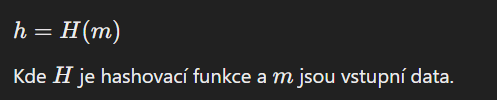 h = H(m)
Kde H je hashovací funkce a m jsou vstupní data.